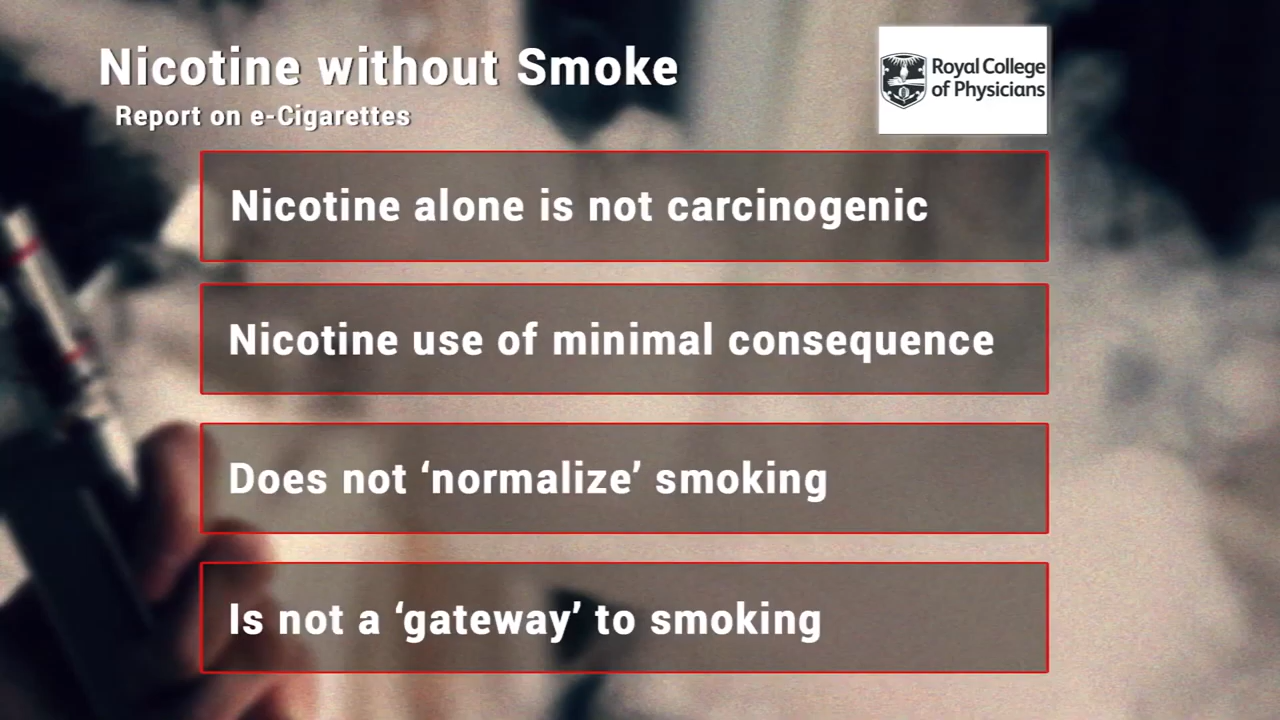 Nicotine without Smoke
Report on e-Cigarettes
Royal College
of Physicians
Nicotine alone is not carcinogenic
Nicotine use of minimal consequence
Does not ‘normalize’ smoking
Is not a ‘gateway’ to smoking